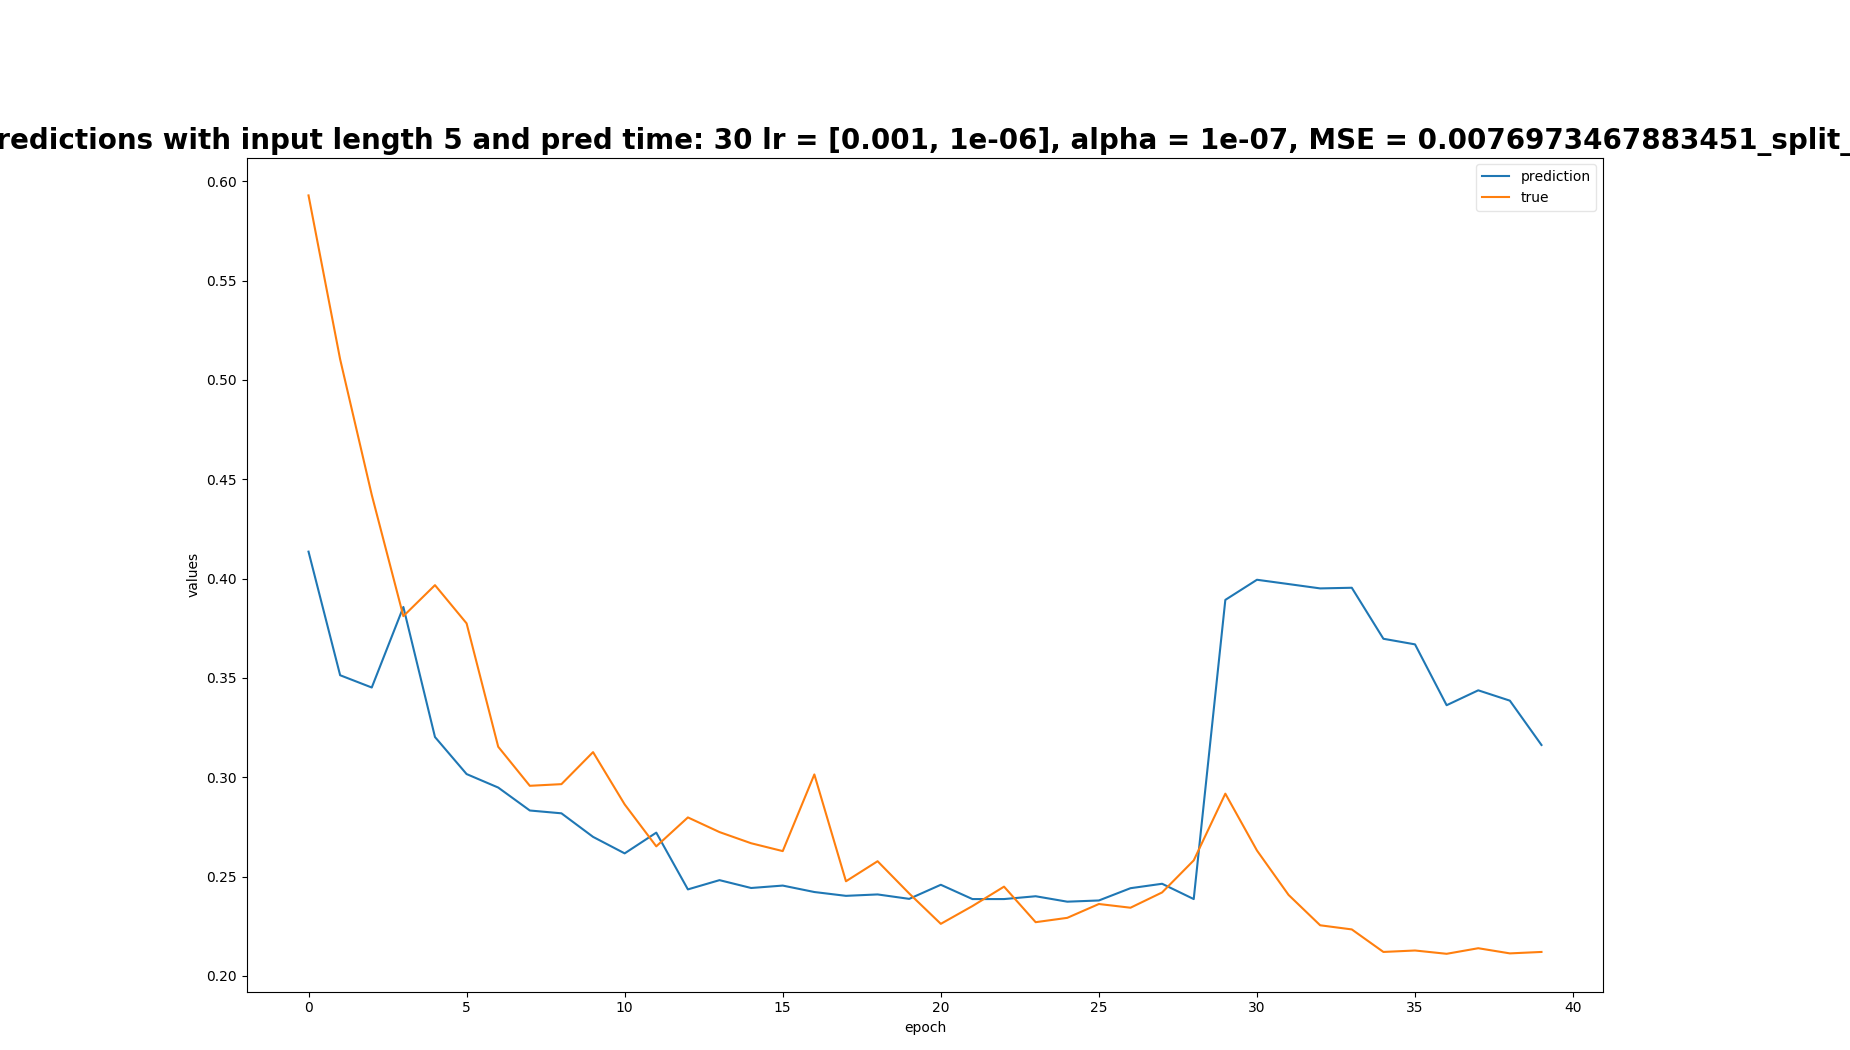 redictions with input length 5 and pred time: 30 lr = [0.001, 1e-06], alpha = 1e-07, MSE = 0.0076973467883451_split_
prediction
true
0.60
0.55
0.50
0.45
0.40
0.35
0.30
0.25
0.20
values
0 5 10 15 20 25 30 35 40
epoch